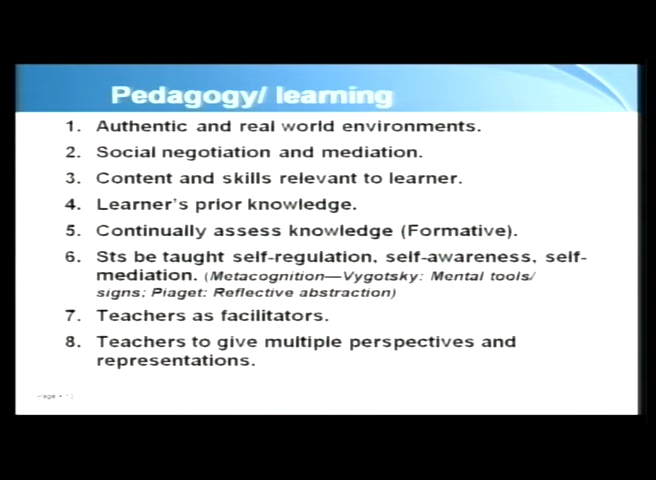 Pedagogy/ learning
1. Authentic and real world environments.
2. Social negotiation and mediation.
3. Content and skills relevant to learner.
4. Learner's prior knowledge.
5. Continually assess knowledge (Formative).
6. Sts be taught self-regulation, self-awareness, self-
mediation. (Metacognition—Vygotsky: Mental tools/
signs; Piaget: Reflective abstraction)
7. Teachers as facilitators.
8. Teachers to give multiple perspectives and
representations.